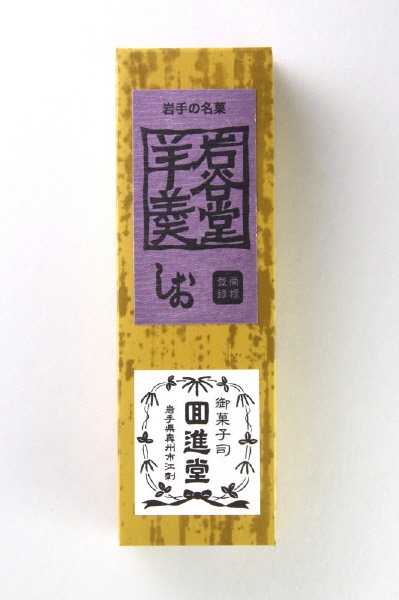 岩手の名菓
岩谷堂
羊羹
しお
商標
登録
御菓子司
回進堂
岩手県奥州市江刺